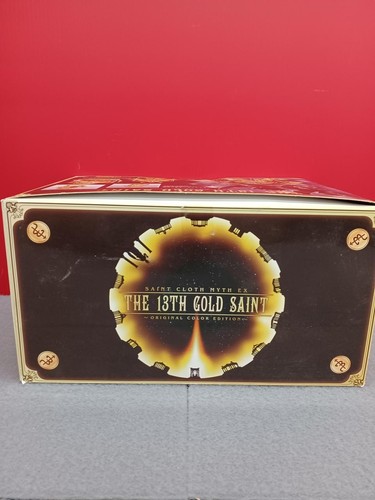 SAINT CLOTH MYTH EX
THE 13TH GOLD SAINT
ORIGINAL COLOR EDITION